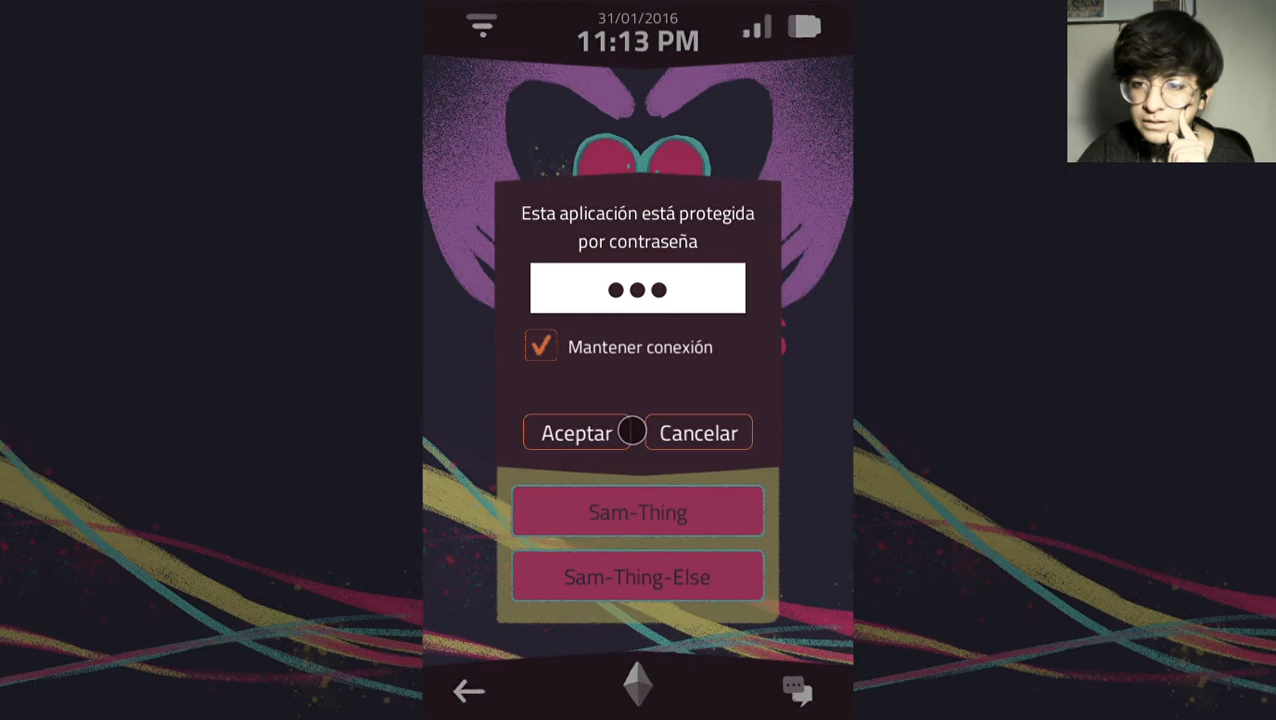 31/01/2016
11:13 PM
Esta aplicación está protegida
por contraseña
Mantener conexión
Aceptar
Cancelar
Sam-Thing
Sam-Thing-Else